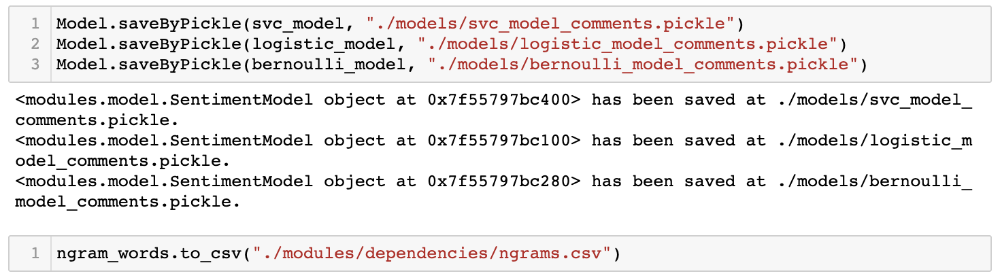 1 Model.saveByPickle(svc_model, "./models/svc_model_comments.pickle")
2 Model.saveByPickle(logistic_model, "./models/logistic_model_comments.pickle")
3 Model.saveByPickle(bernoulli_model, "./models/bernoulli_model_comments.pickle")
<modules.model.SentimentModel object at 0x7f55797bc400> has been saved at ./models/svc_model_
comments.pickle.
<modules.model.SentimentModel object at 0x7f55797bc100> has been saved at ./models/logistic_m
odel_comments.pickle.
<modules.model.SentimentModel object at 0x7f55797bc280> has been saved at ./models/bernoulli_
model_comments.pickle.
1 ngram_words.to_csv("./modules/dependencies/ngrams.csv")